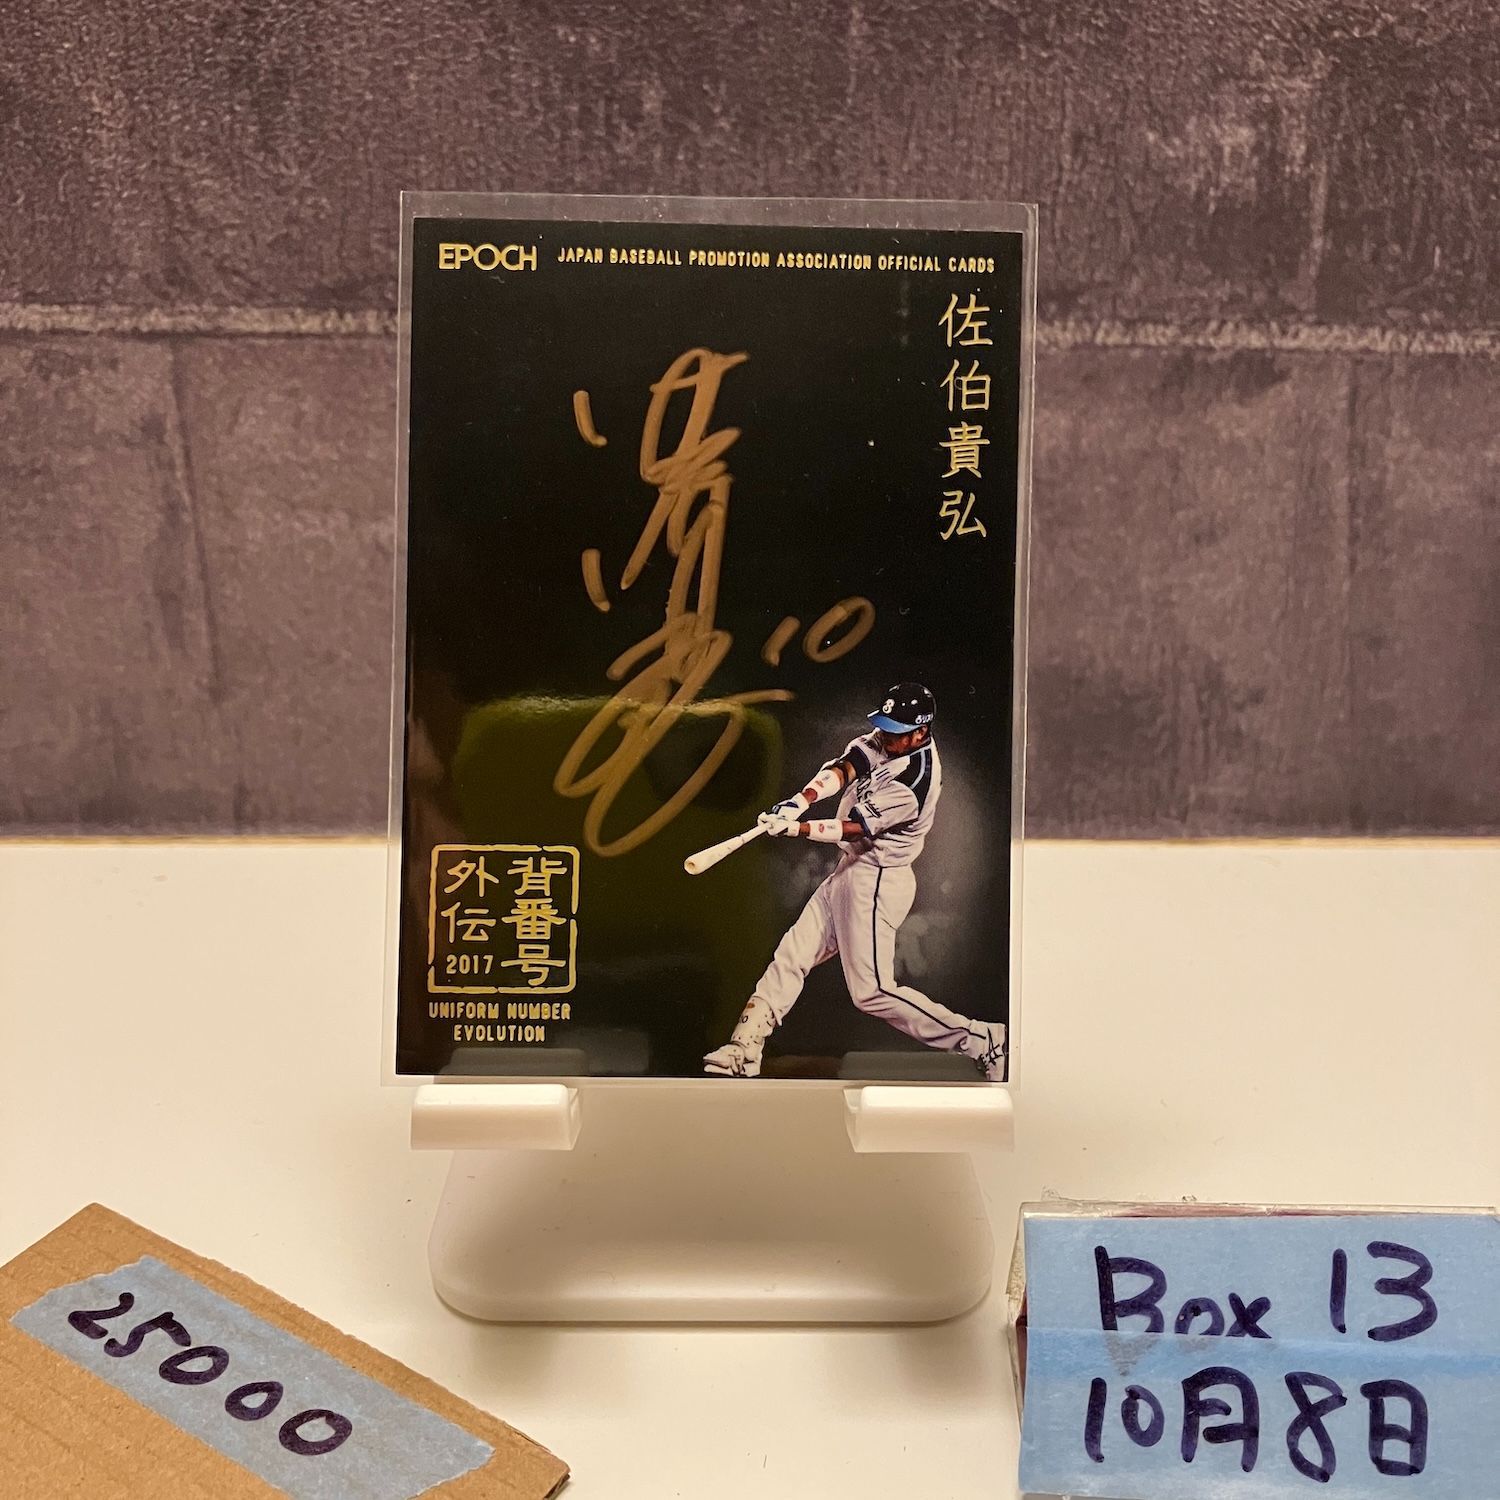 EPOCH JAPAN BASEBALL PROMOTION ASSOCIATION OFFICIAL CARDS
佐伯貴弘
10
背番号
外伝
2017
UNIFORM NUMBER
EVOLUTION
25000
Box 13
10月8日